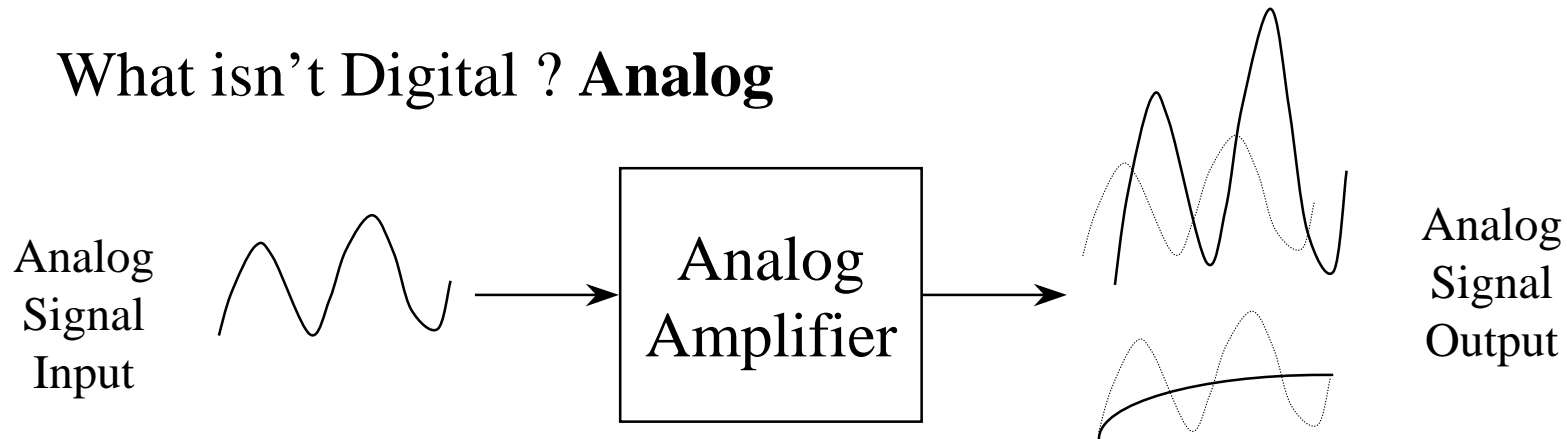 What isn’t Digital ? Analog
Analog
Signal
Input
Analog
Amplifier
Analog
Signal
Output